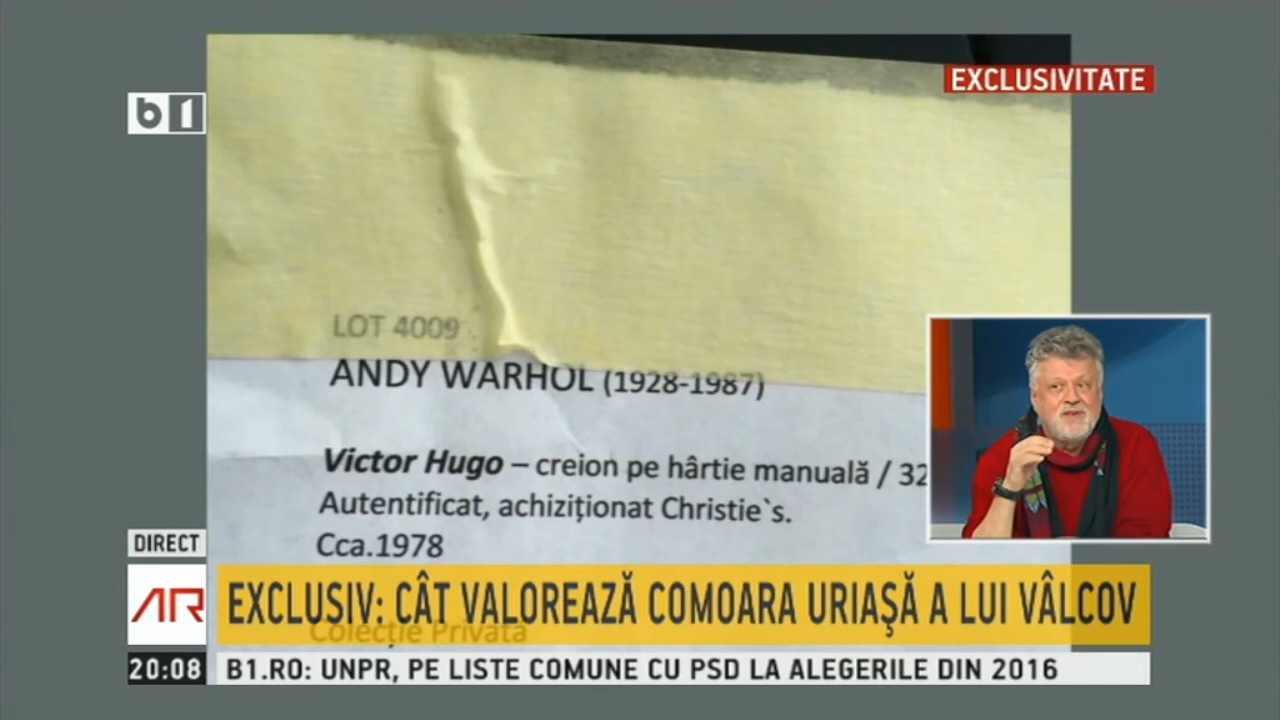 EXCLUSIVITATE
b1
LOT 4009
ANDY WARHOL (1928-1987)
Victor Hugo – creion pe hârtie manuală / 32
Autentificat, achiziționat Christie`s.
Cca.1978
DIRECT
AR
EXCLUSIV: CÂT VALOREAZĂ COMOARA URIAŞĂ A LUI VÂLCOV
Colecție Privată
20:08 B1.RO: UNPR, PE LISTE COMUNE CU PSD LA ALEGERILE DIN 2016